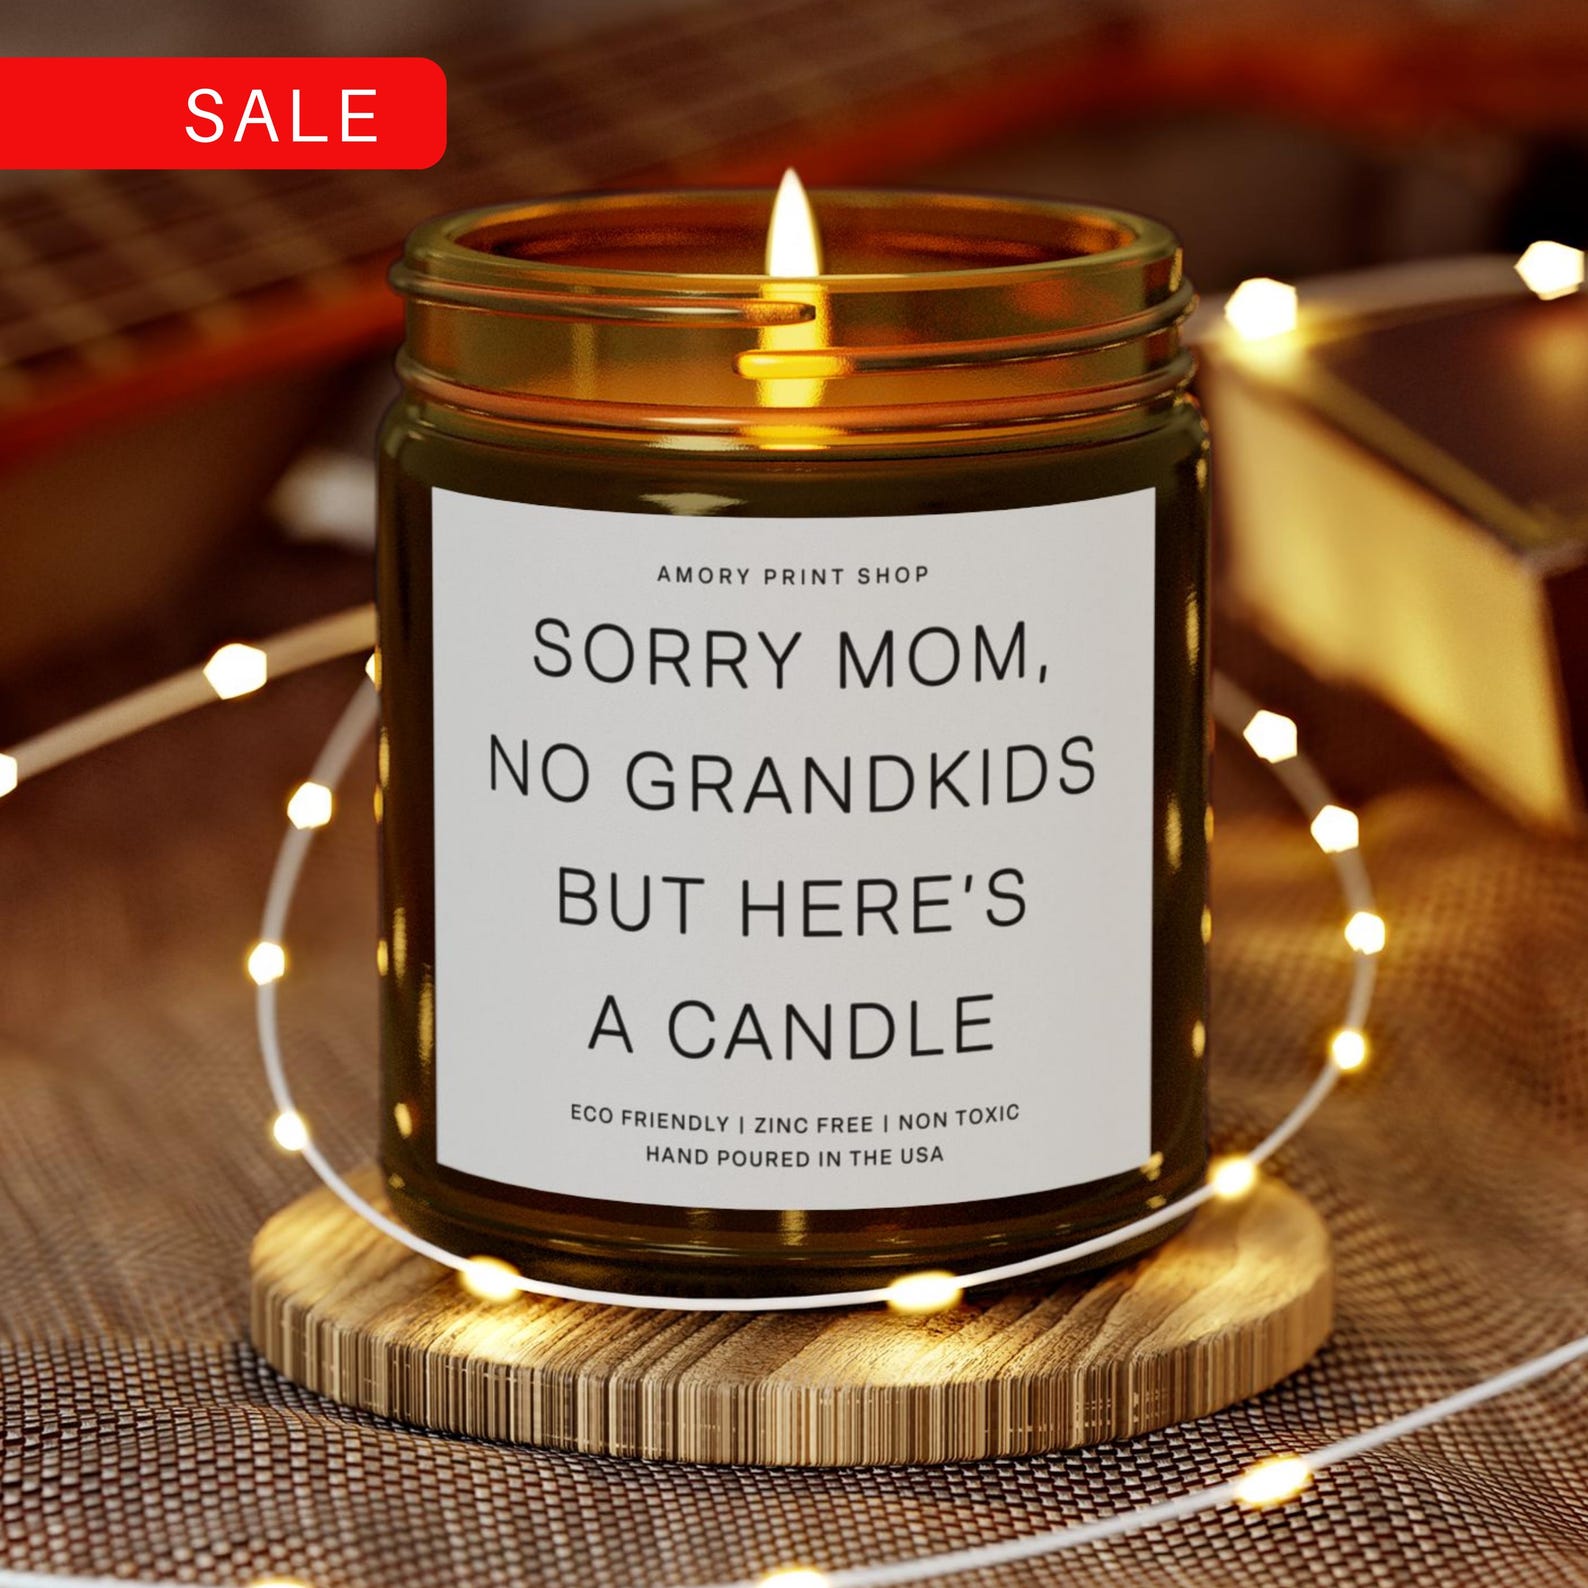 SALE
AMORY PRINT SHOP
SORRY MOM,
NO GRANDKIDS
BUT HERE'S
A CANDLE
ECO FRIENDLY | ZINC FREE | NON TOXIC
HAND POURED IN THE USA